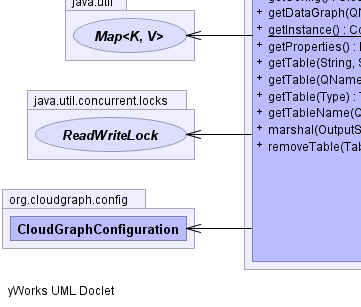 java.util
Map<K, V>
java.util.concurrent.locks
ReadWriteLock
org.cloudgraph.config
CloudGraphConfiguration
+ getDataGraph(QN
+ getInstance() : Co
+ getProperties() :
+ getTable(String, S
+ getTable(QName
+ getTable(Type) : T
+ getTableName(Q
+ marshal(OutputS
+ removeTable(Tab
yWorks UML Doclet